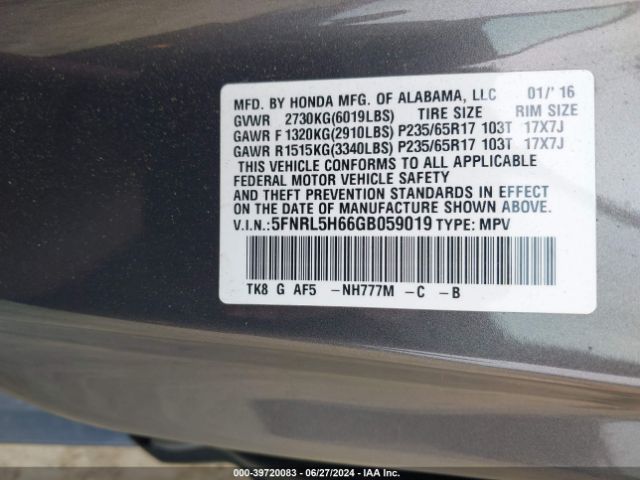 MFD. BY HONDA MFG. OF ALABAMA, LLC 01/' 16
GVWR 2730KG(6019LBS) TIRE SIZE RIM SIZE
GAWR F 1320KG(2910LBS) P235/65R17 103T 17X7J
GAWR R1515KG(3340LBS) P235/65R17 103T 17X7J
THIS VEHICLE CONFORMS TO ALL APPLICABLE
FEDERAL MOTOR VEHICLE SAFETY
AND THEFT PREVENTION STANDARDS IN EFFECT
ON THE DATE OF MANUFACTURE SHOWN ABOVE.
V.I.N.: 5FNRL5H66GB059019 TYPE: MPV
TK8 G AF5 -NH777M -C -B
000-39720083 - 06/27/2024 - IAA Inc.